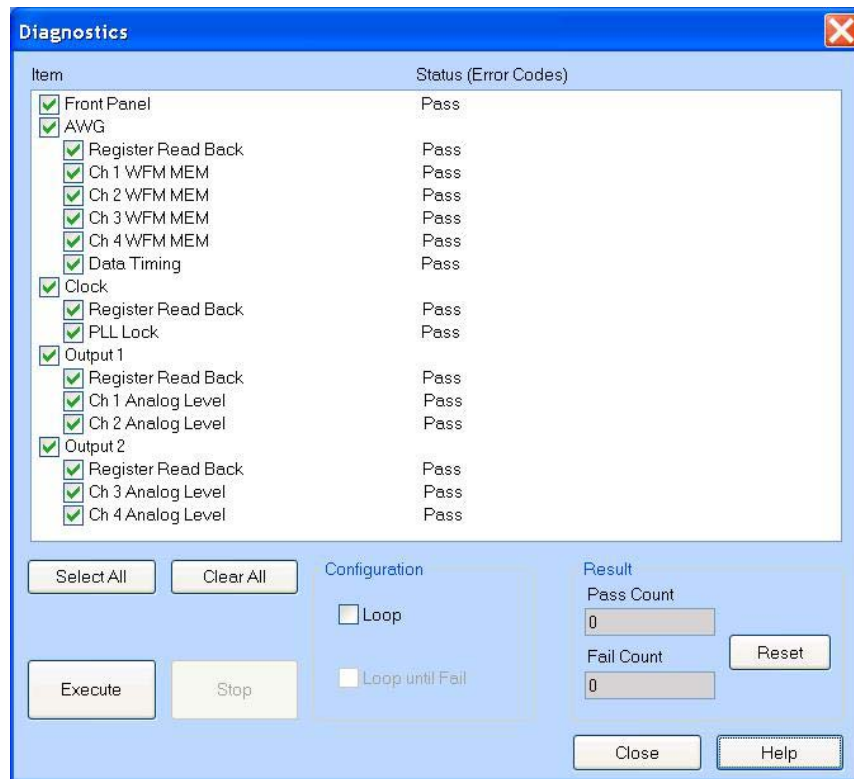 Diagnostics
Item Status (Error Codes)
Front Panel Pass
AWG
Register Read Back Pass
Ch 1 WFM MEM Pass
Ch 2 WFM MEM Pass
Ch 3 WFM MEM Pass
Ch 4 WFM MEM Pass
Data Timing Pass
Clock
Register Read Back Pass
PLL Lock Pass
Output 1
Register Read Back Pass
Ch 1 Analog Level Pass
Ch 2 Analog Level Pass
Output 2
Register Read Back Pass
Ch 3 Analog Level Pass
Ch 4 Analog Level Pass
Select All Clear All
Execute Stop
Configuration
Loop
Loop until Fail
Result
Pass Count
0
Fail Count
0
Reset
Close Help